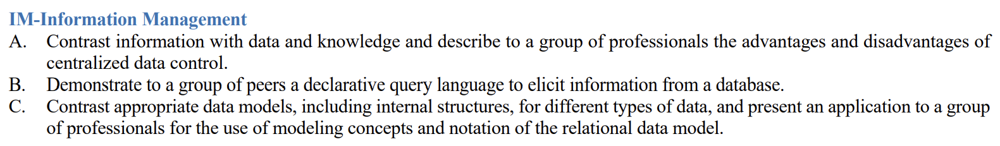 IM-Information Management
A. Contrast information with data and knowledge and describe to a group of professionals the advantages and disadvantages of
centralized data control.
B. Demonstrate to a group of peers a declarative query language to elicit information from a database.
C. Contrast appropriate data models, including internal structures, for different types of data, and present an application to a group
of professionals for the use of modeling concepts and notation of the relational data model.